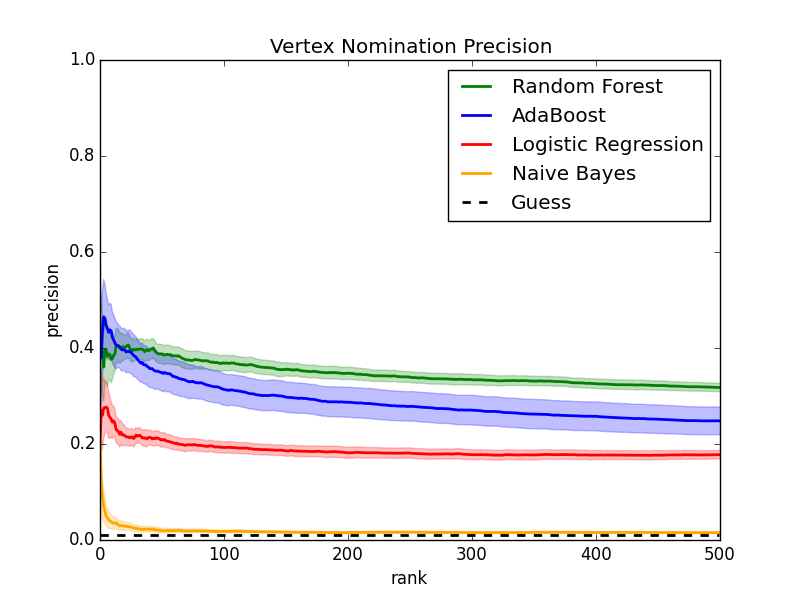 Vertex Nomination Precision
1.0
0.8
0.6
0.4
0.2
0.0
precision
Random Forest
AdaBoost
Logistic Regression
Naive Bayes
Guess
0 100 200 300 400 500
rank